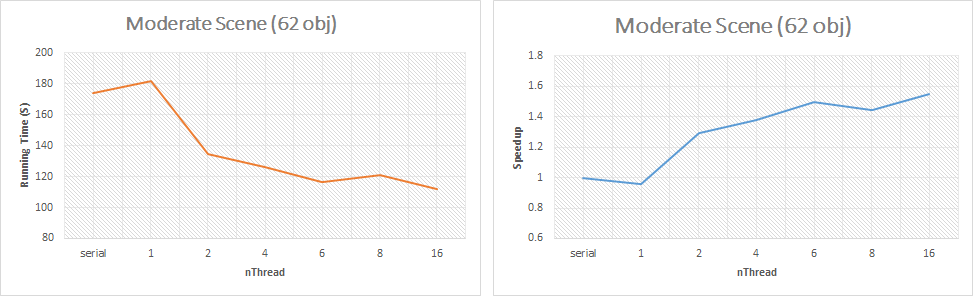 Moderate Scene (62 obj)
200
180
160
140
120
100
80
Running Time (S)
serial 1 2 4 6 8 16
nThread
Moderate Scene (62 obj)
1.8
1.6
1.4
1.2
1
0.8
0.6
Speedup
serial 1 2 4 6 8 16
nThread